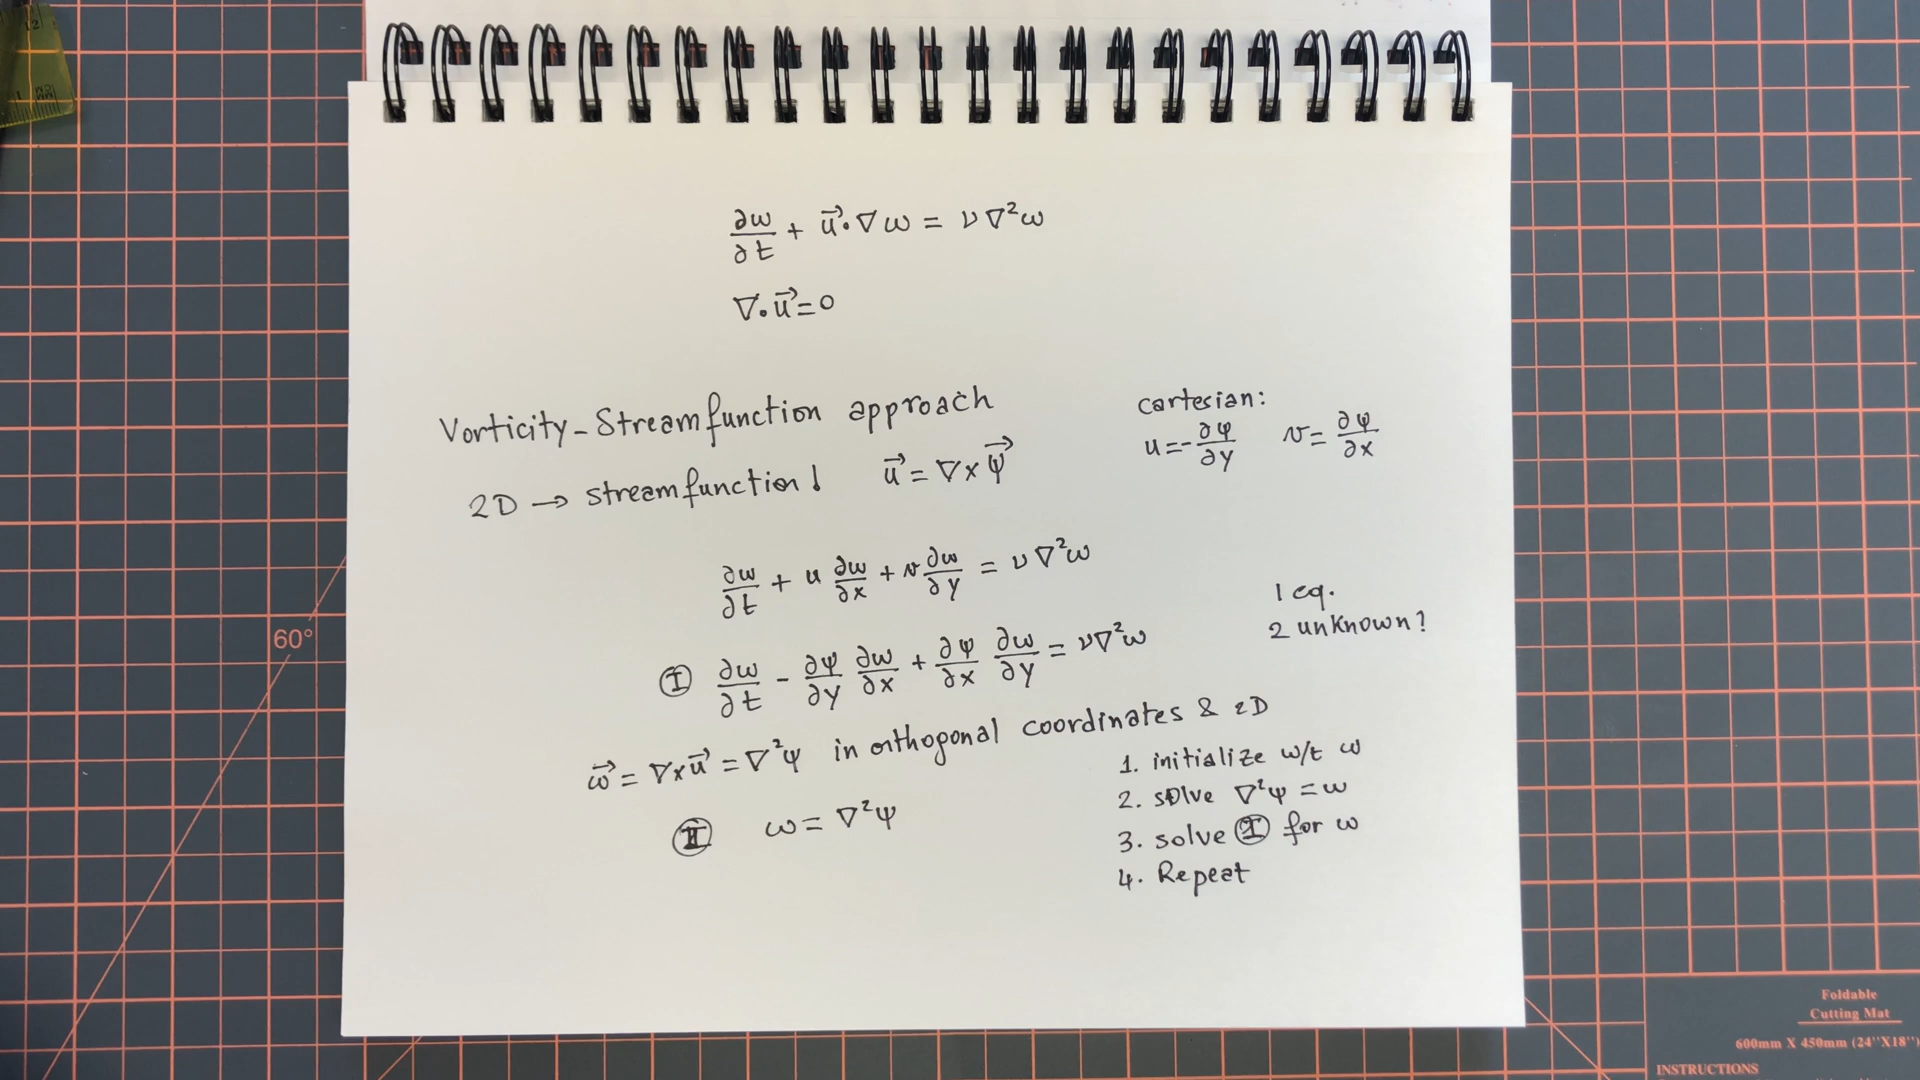 ∂ω/∂t + u⃗·∇ω = ν∇²ω
∇·u⃗=0
Vorticity-Streamfunction approach
2D → streamfunction! u⃗ = ∇×ψ⃗
cartesian:
u=-∂ψ/∂y v=∂ψ/∂x
∂ω/∂t + u ∂ω/∂x + v ∂ω/∂y = ν∇²ω
1 eq.
2 unknown?
Ⓘ ∂ω/∂t - ∂ψ/∂y ∂ω/∂x + ∂ψ/∂x ∂ω/∂y = ν∇²ω
ω⃗ = ∇×u⃗ = ∇²ψ in orthogonal coordinates & 2D
Ⅱ ω = ∇²ψ
1. initialize w/t ω
2. solve ∇²ψ = ω
3. solve Ⓘ for ω
4. Repeat
60°
Foldable
Cutting Mat
600mm X 450mm (24"X18")
INSTRUCTIONS